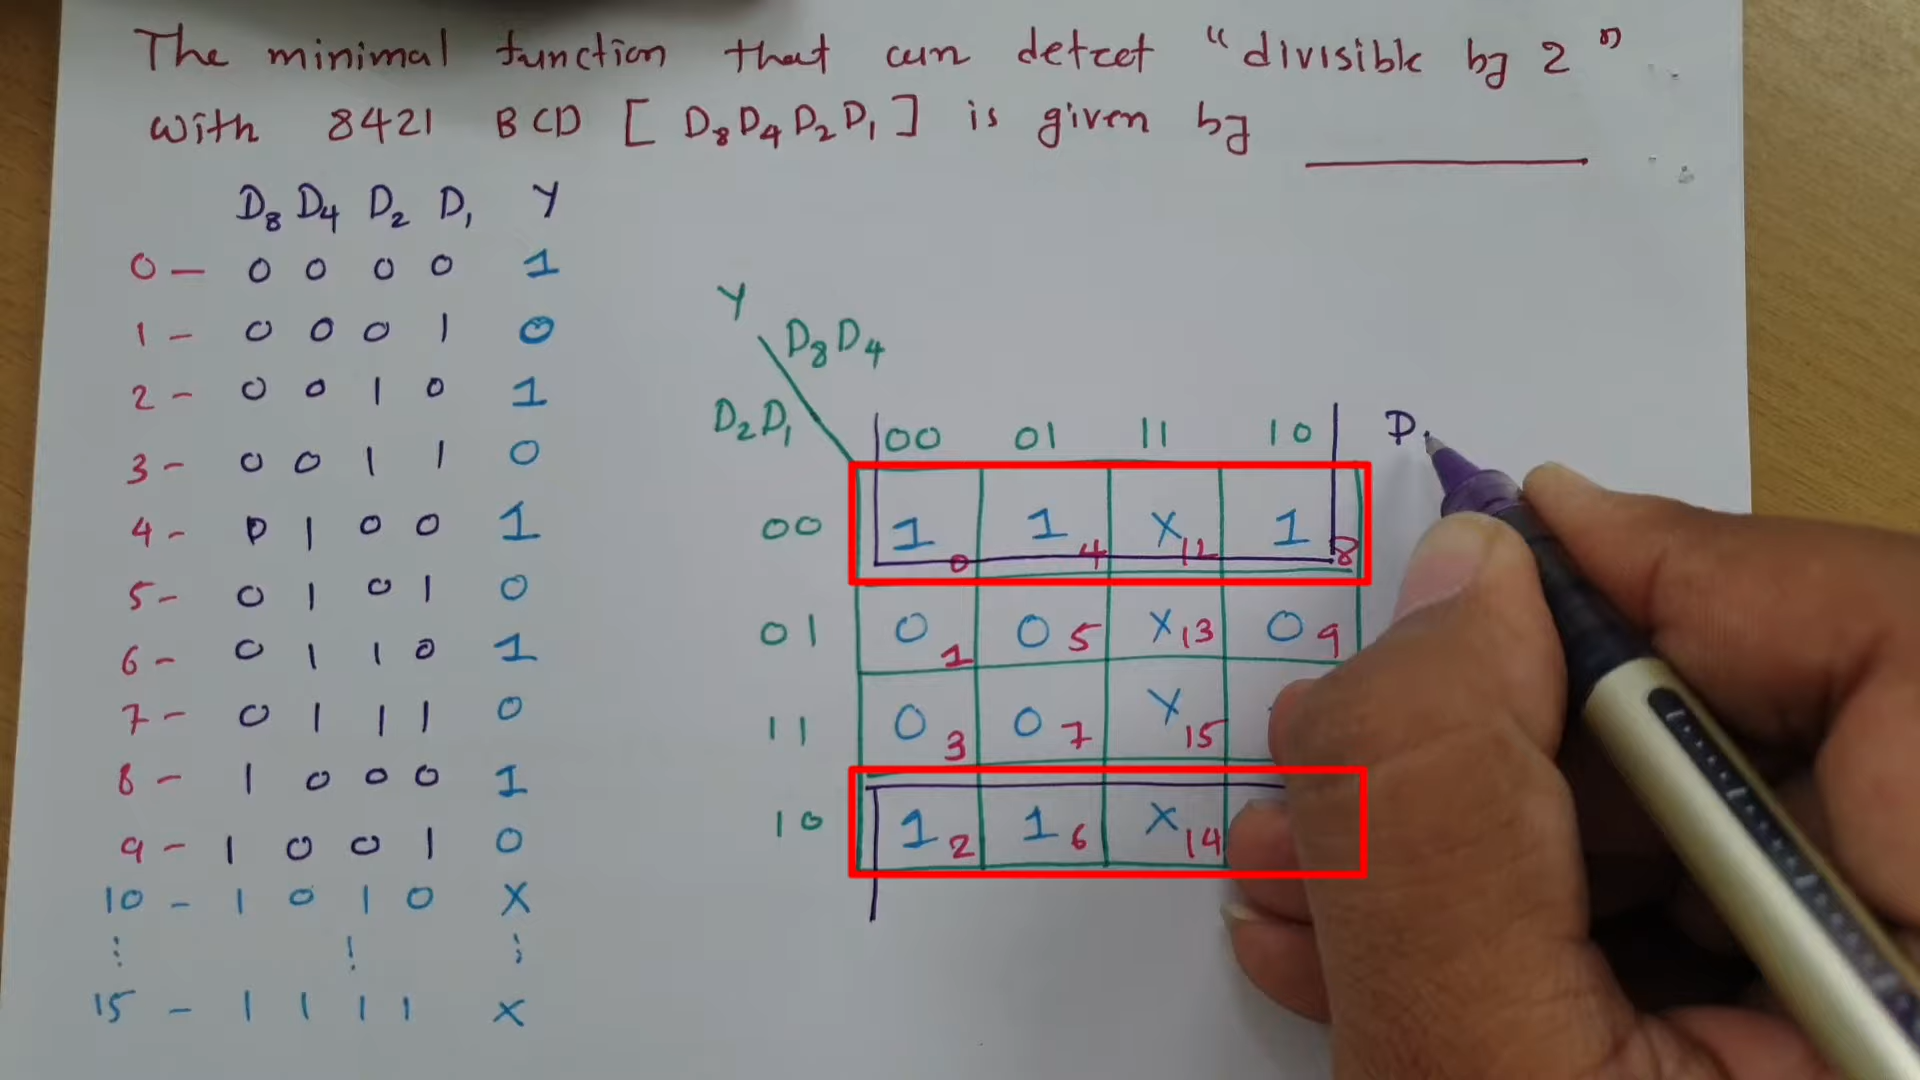 The minimal function that can detect "divisible by 2"
with 8421 BCD [ D₈D₄D₂D₁ ] is given by ________
D₈ D₄ D₂ D₁ Y
0 – 0 0 0 0 1
1 – 0 0 0 1 0
2 – 0 0 1 0 1
3 – 0 0 1 1 0
4 – 0 1 0 0 1
5 – 0 1 0 1 0
6 – 0 1 1 0 1
7 – 0 1 1 1 0
8 – 1 0 0 0 1
9 – 1 0 0 1 0
10 – 1 0 1 0 X
⋮ ⋮ ⋮
15 – 1 1 1 1 X
Y
D₈D₄
D₂D₁ 00 01 11 10
00 1 0 1 4 X 12 1 8
01 0 1 0 5 X 13 0 9
11 0 3 0 7 X 15
10 1 2 1 6 X 14
D